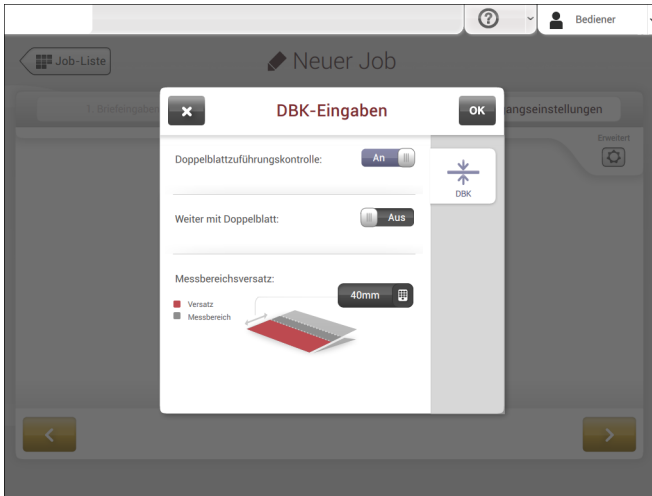 Bediener
Job-Liste
Neuer Job
1. Briefeingaben
angseinstellungen
Erweitert
DBK-Eingaben
OK
Doppelblattzuführungskontrolle:
An
DBK
Weiter mit Doppelblatt:
Aus
Messbereichsversatz:
40mm
Versatz
Messbereich